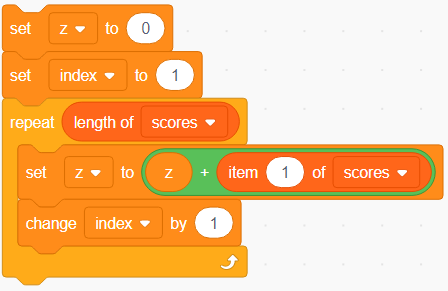 set z to 0
set index to 1
repeat length of scores
set z to z + item 1 of scores
change index by 1